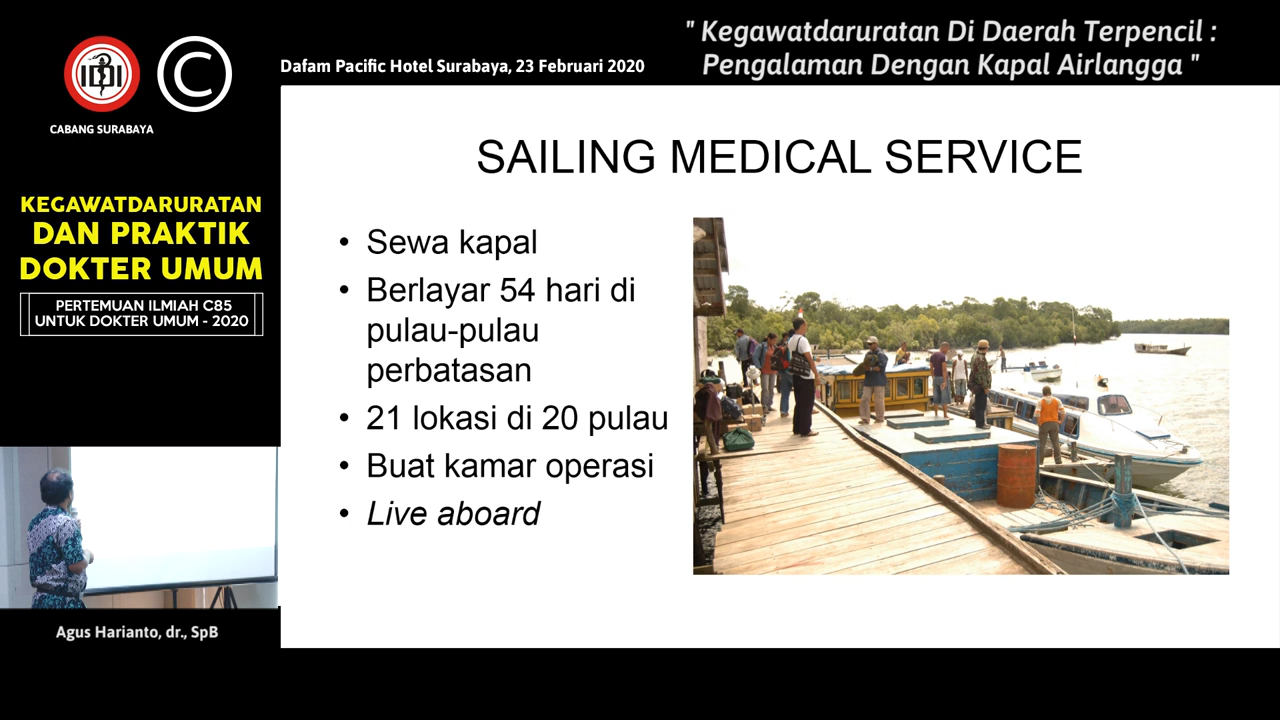 " Kegawatdaruratan Di Daerah Terpencil :
Pengalaman Dengan Kapal Airlangga "
Dafam Pacific Hotel Surabaya, 23 Februari 2020
IDI
C
CABANG SURABAYA
KEGAWATDARURATAN
DAN PRAKTIK
DOKTER UMUM
PERTEMUAN ILMIAH C85
UNTUK DOKTER UMUM - 2020
SAILING MEDICAL SERVICE
• Sewa kapal
• Berlayar 54 hari di
pulau-pulau
perbatasan
• 21 lokasi di 20 pulau
• Buat kamar operasi
• Live aboard
Agus Harianto, dr., SpB